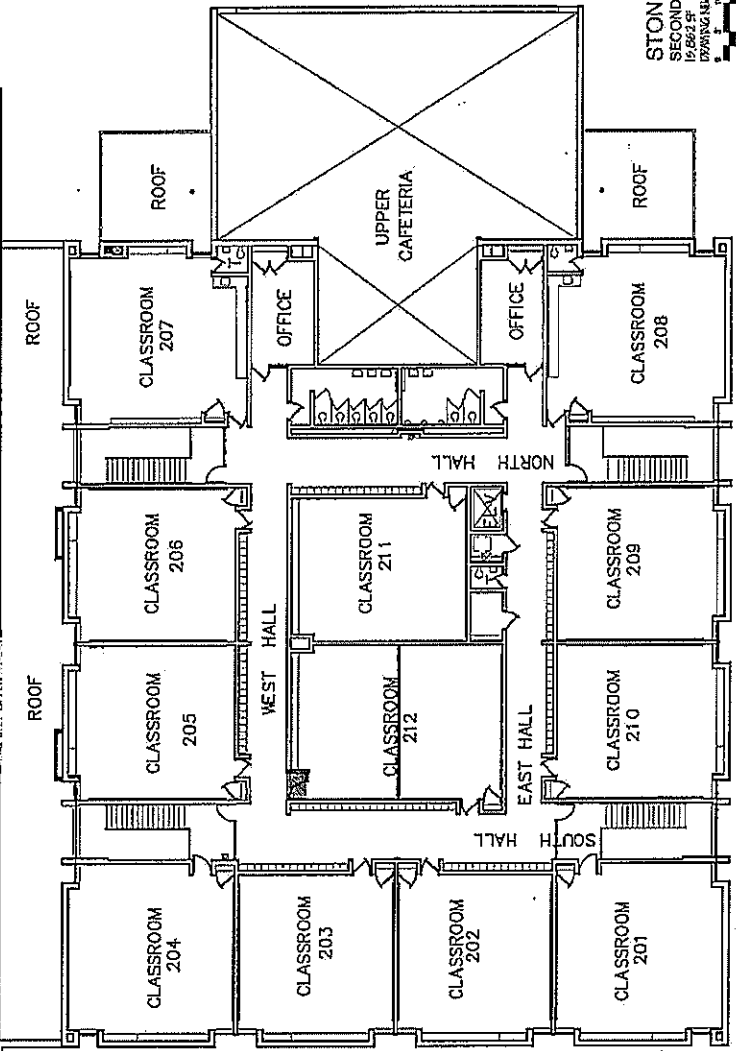 STON
SECOND
ROOF
ROOF
UPPER
CAFETERIA
ROOF
CLASSROOM
207
OFFICE
OFFICE
CLASSROOM
208
NORTH HALL
CLASSROOM
206
CLASSROOM
211
CLASSROOM
209
ROOF
WEST HALL
CLASSROOM
205
CLASSROOM
212
EAST HALL
CLASSROOM
210
SOUTH HALL
CLASSROOM
204
CLASSROOM
203
CLASSROOM
202
CLASSROOM
201